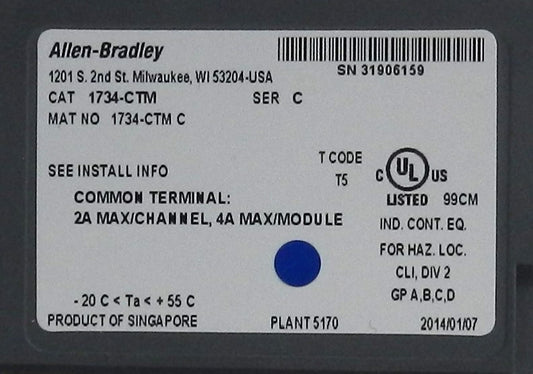 Allen-Bradley
1201 S. 2nd St. Milwaukee, WI 53204-USA
SN 31906159
CAT 1734-CTM SER C
MAT NO 1734-CTM C
SEE INSTALL INFO
T CODE
T5
C UL US
LISTED 99CM
COMMON TERMINAL:
2A MAX/CHANNEL, 4A MAX/MODULE
IND. CONT. EQ.
FOR HAZ. LOC.
CLI, DIV 2
GP A,B,C,D
- 20 C < Ta < + 55 C
PRODUCT OF SINGAPORE PLANT 5170 2014/01/07